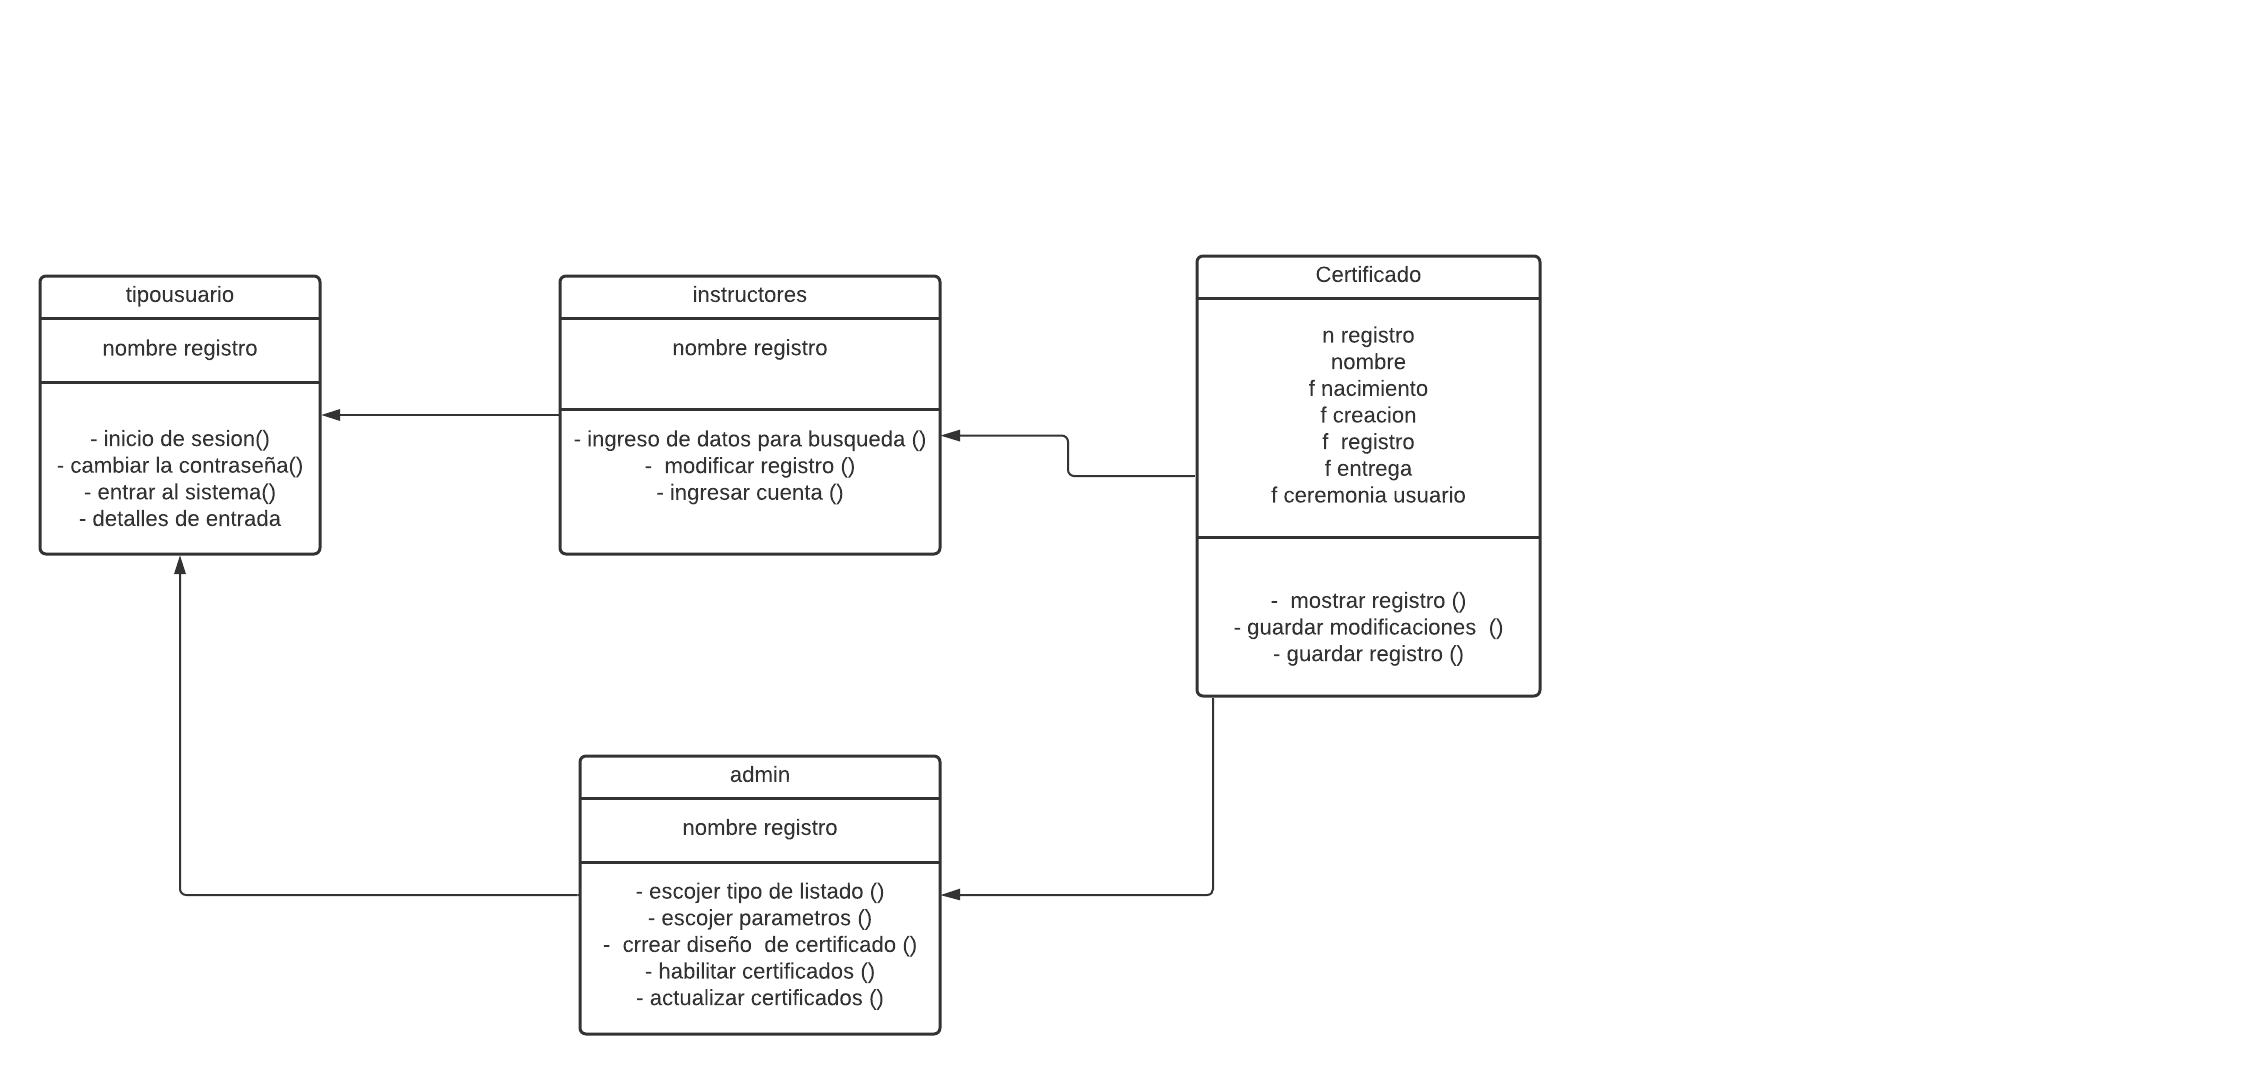 tipousuario
nombre registro
- inicio de sesion()
- cambiar la contraseña()
- entrar al sistema()
- detalles de entrada
instructores
nombre registro
- ingreso de datos para busqueda ()
-  modificar registro ()
- ingresar cuenta ()
Certificado
n registro
nombre
f nacimiento
f creacion
f  registro
f entrega
f ceremonia usuario
-  mostrar registro ()
- guardar modificaciones  ()
- guardar registro ()
admin
nombre registro
- escojer tipo de listado ()
- escojer parametros ()
-  crrear diseño  de certificado ()
- habilitar certificados ()
- actualizar certificados ()